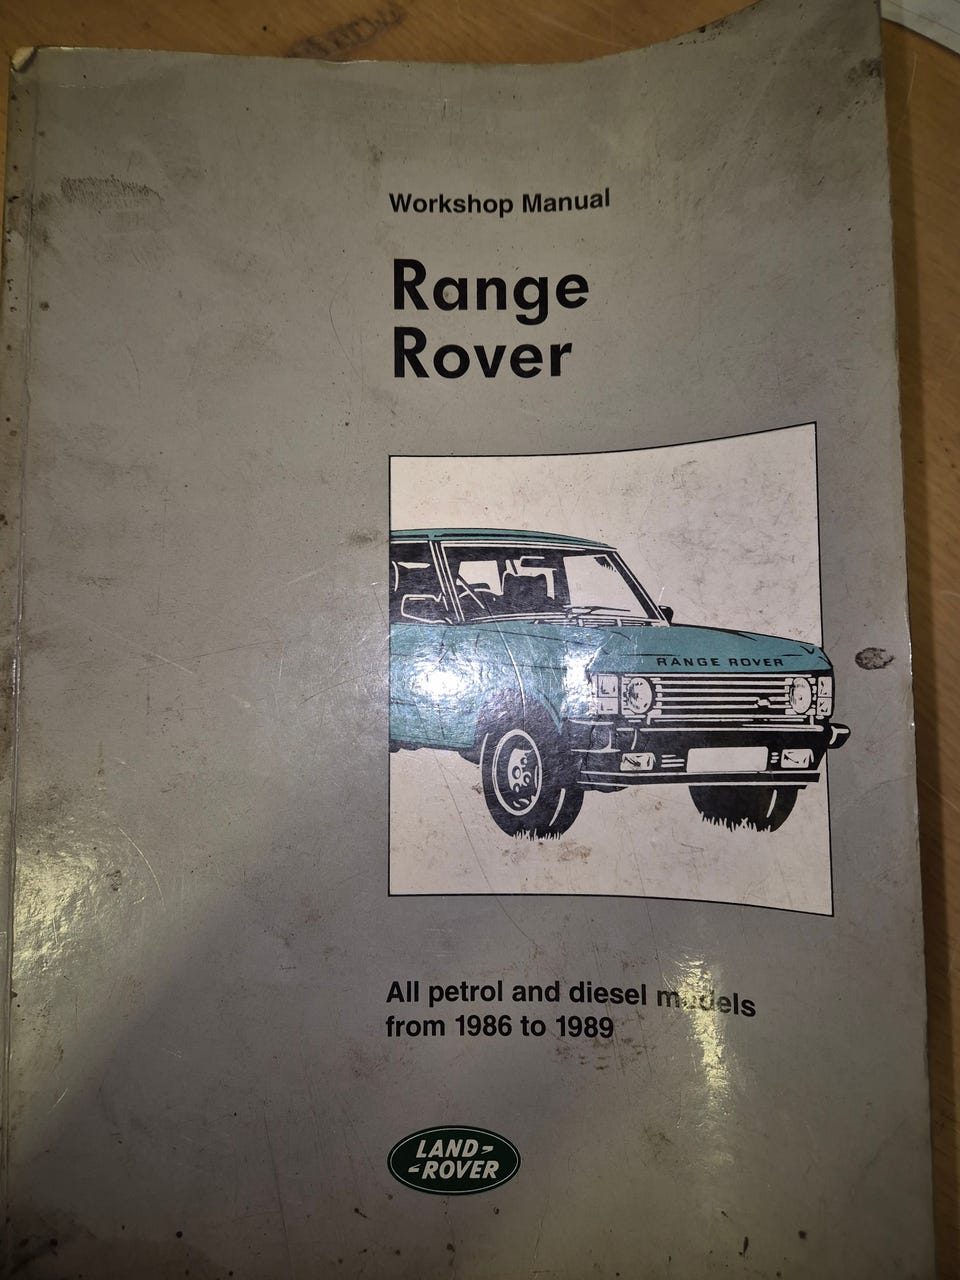 Workshop Manual
Range
Rover
RANGE ROVER
All petrol and diesel models
from 1986 to 1989
LAND-
-ROVER